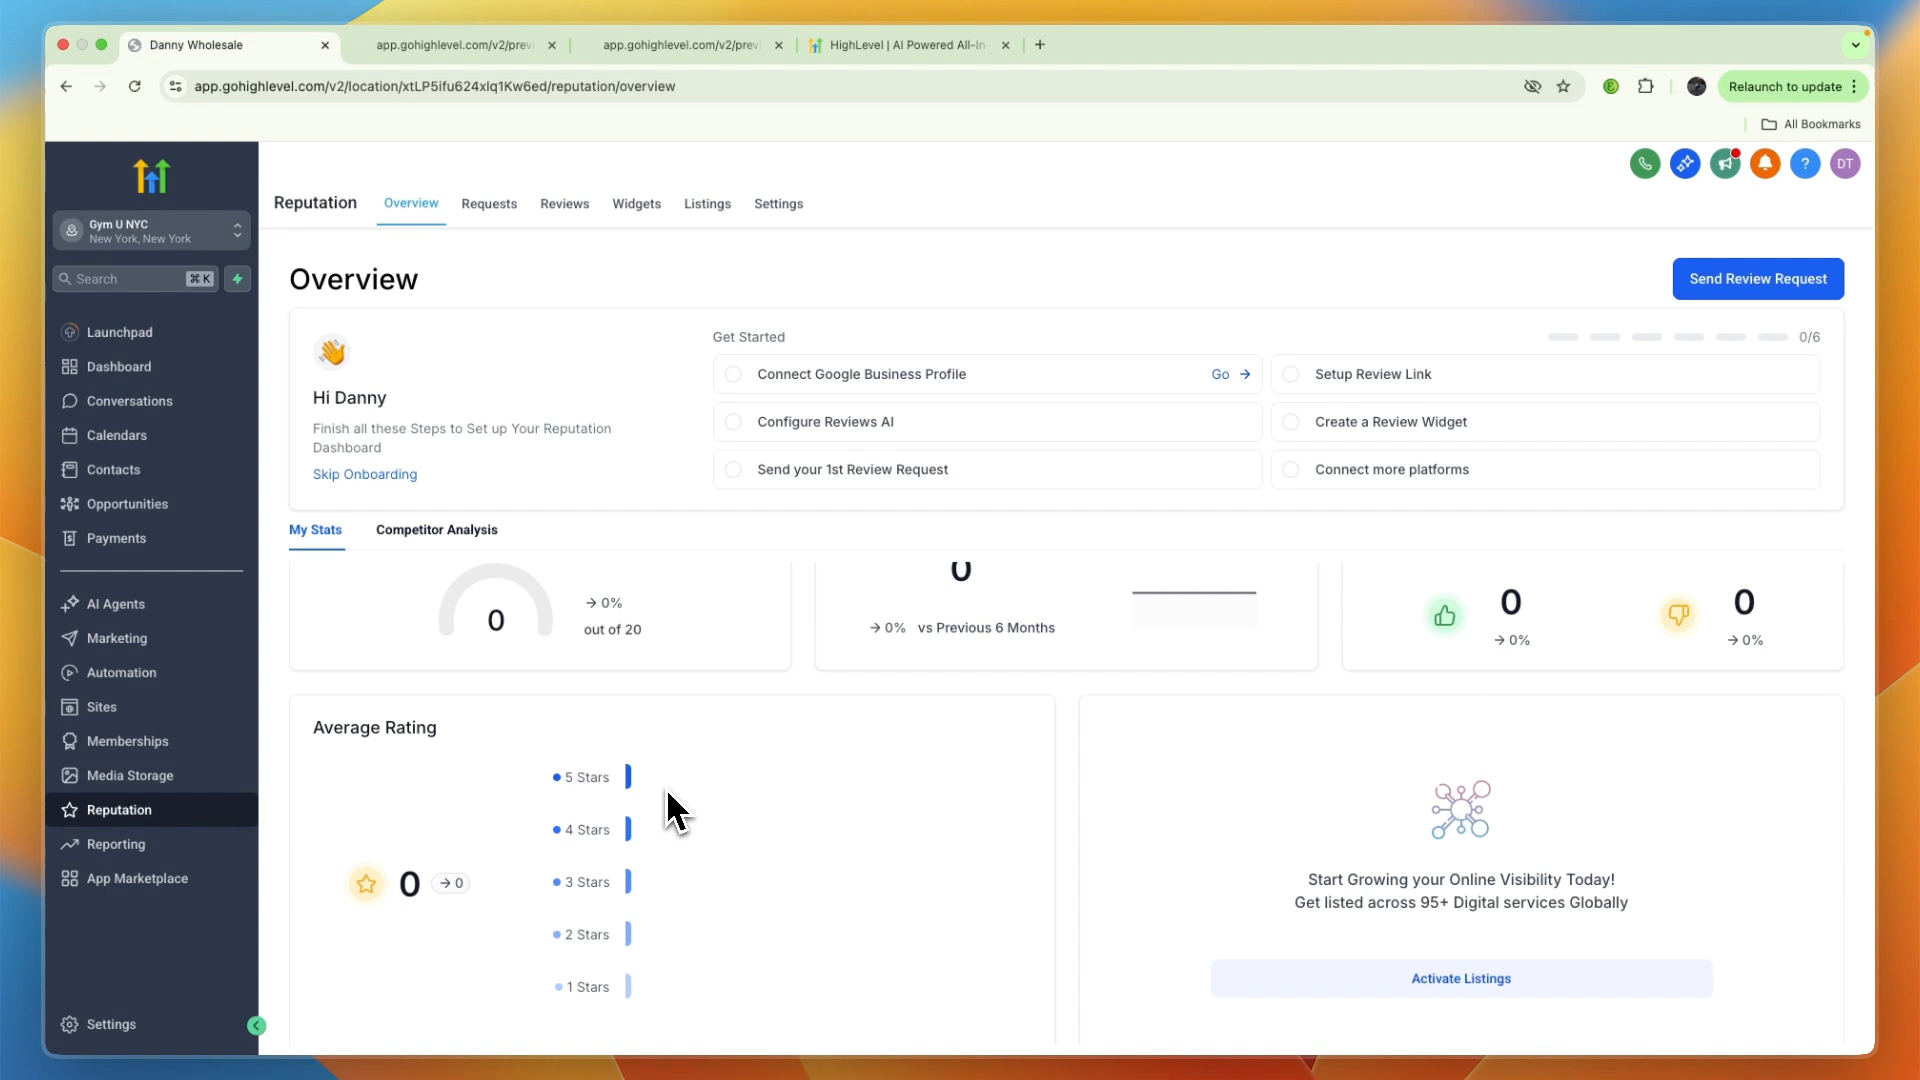 Danny Wholesale
app.gohighlevel.com/v2/previ
app.gohighlevel.com/v2/previ
HighLevel | AI Powered All-In-
app.gohighlevel.com/v2/location/xtLP5ifu624xlq1Kw6ed/reputation/overview
Relaunch to update
All Bookmarks
Gym U NYC
New York, New York
Search
⌘ K
Launchpad
Dashboard
Conversations
Calendars
Contacts
Opportunities
Payments
AI Agents
Marketing
Automation
Sites
Memberships
Media Storage
Reputation
Reporting
App Marketplace
Settings
DT
Reputation
Overview
Requests
Reviews
Widgets
Listings
Settings
Overview
Send Review Request
Hi Danny
Finish all these Steps to Set up Your Reputation
Dashboard
Skip Onboarding
Get Started
0/6
Connect Google Business Profile
Go →
Setup Review Link
Configure Reviews AI
Create a Review Widget
Send your 1st Review Request
Connect more platforms
My Stats
Competitor Analysis
0
→ 0%
out of 20
0
→ 0% vs Previous 6 Months
0
→ 0%
0
→ 0%
Average Rating
0
→ 0
5 Stars
4 Stars
3 Stars
2 Stars
1 Stars
Start Growing your Online Visibility Today!
Get listed across 95+ Digital services Globally
Activate Listings